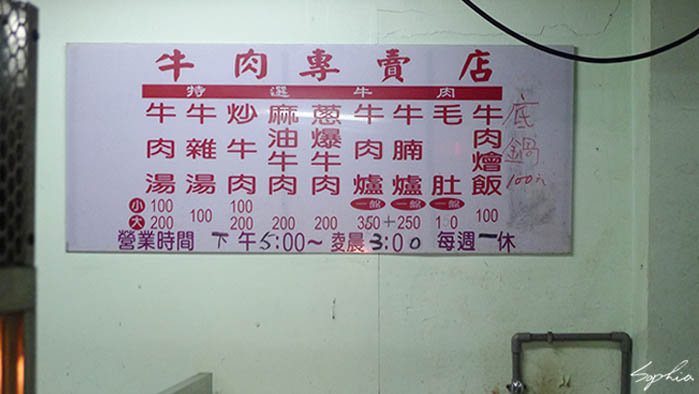 牛肉專賣店
特選牛肉
牛肉湯
小 100
大 200
牛雜湯
100
炒牛肉
100
200
麻油牛肉
200
蔥爆牛肉
200
牛肉爐
一盤
350
牛腩爐
一盤
+250
毛肚
一盤
100
牛肉燴飯
100
底鍋
100元
營業時間 下午5:00～凌晨3:00 每週一休
Sophia